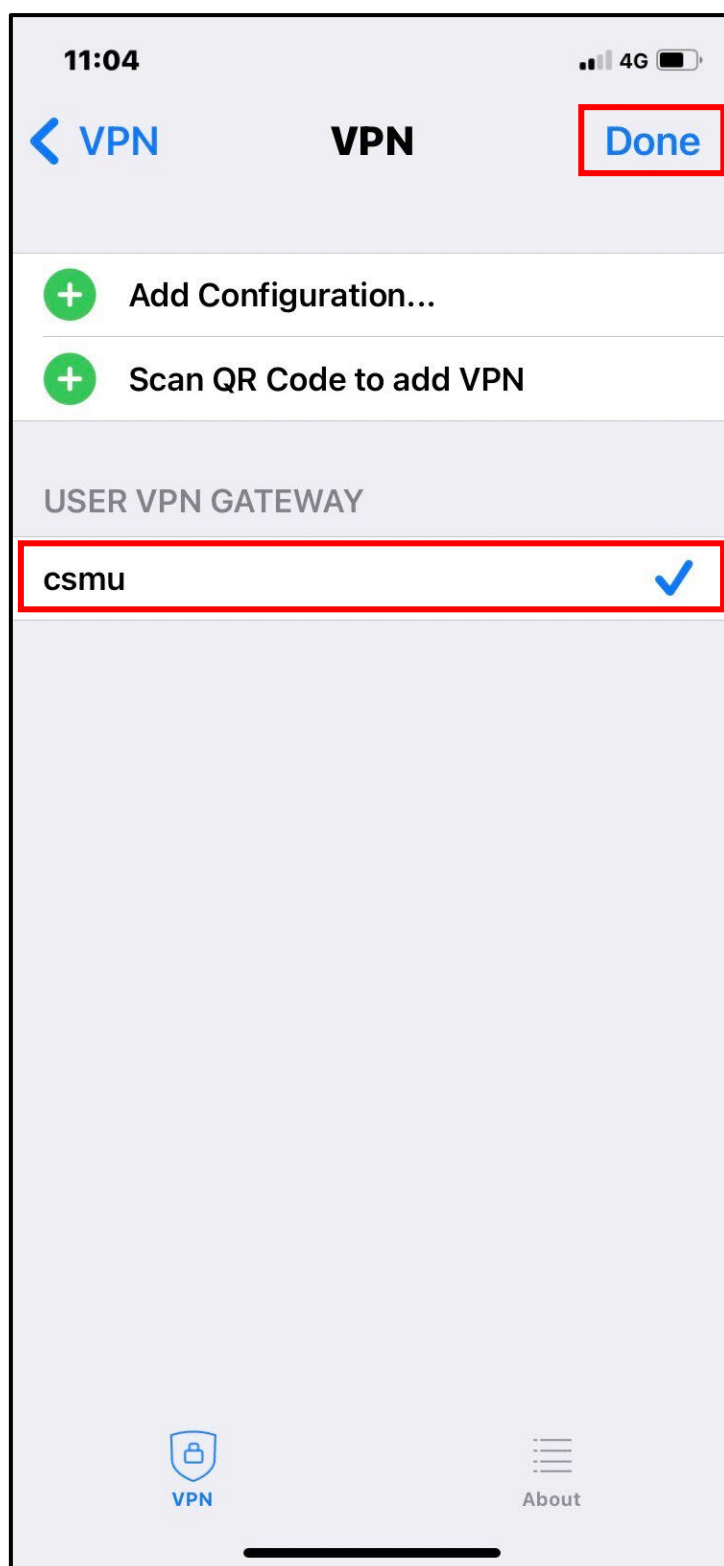 11:04 4G
VPN VPN Done
Add Configuration...
Scan QR Code to add VPN
USER VPN GATEWAY
csmu
VPN About